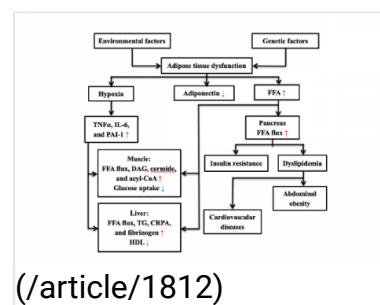 Environmental factors
Genetic factors
Adipose tissue dysfunction
Hypoxia
Adiponectin ↓
FFA ↑
TNFα, IL-6,
and PAI-1 ↑
Pancreas
FFA flux ↑
Muscle:
FFA flux, DAG, cermide,
and acyl-CoA ↑
Glucose uptake ↓
Insulin resistance
Dyslipidemia
Abdominal
obesity
Liver:
FFA flux, TG, CRPA,
and fibrinogen ↑
HDL ↓
Cardiovascular
diseases
(/article/1812)